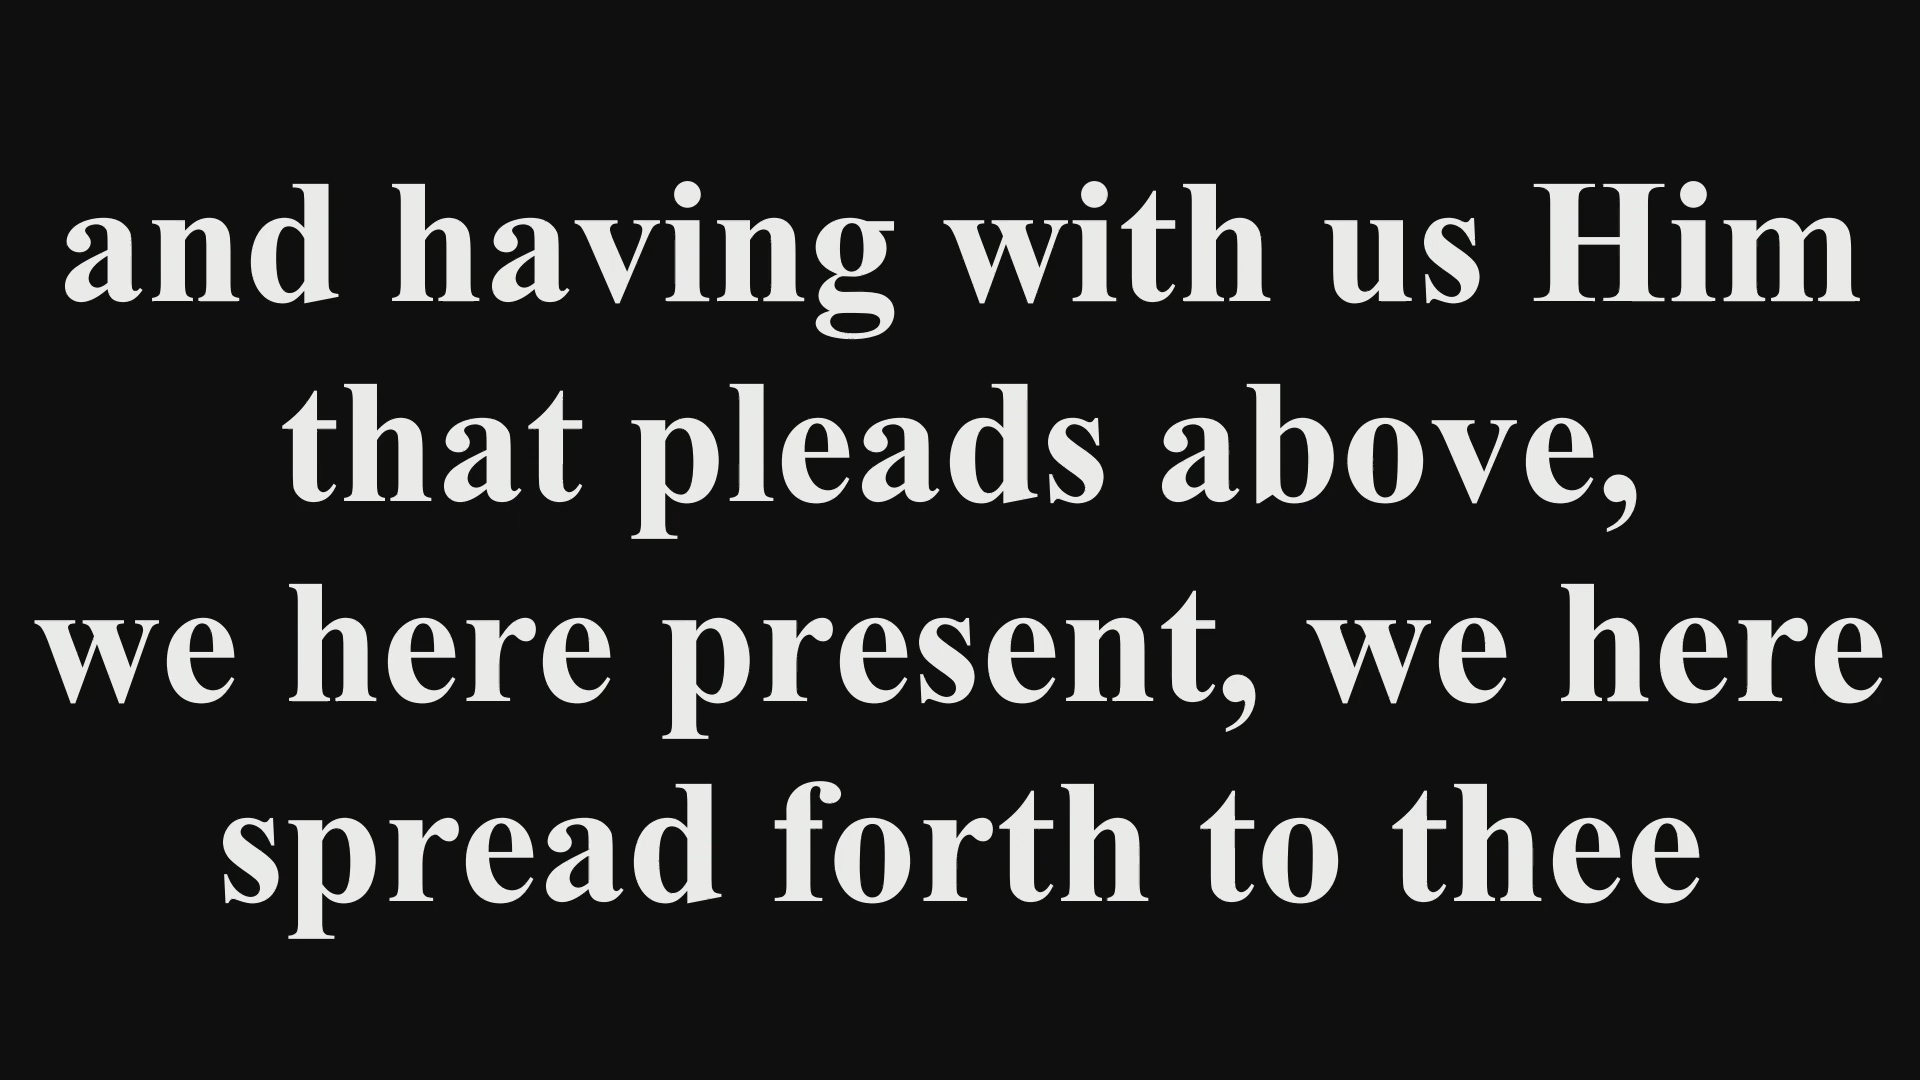 and having with us Him
that pleads above,
we here present, we here
spread forth to thee